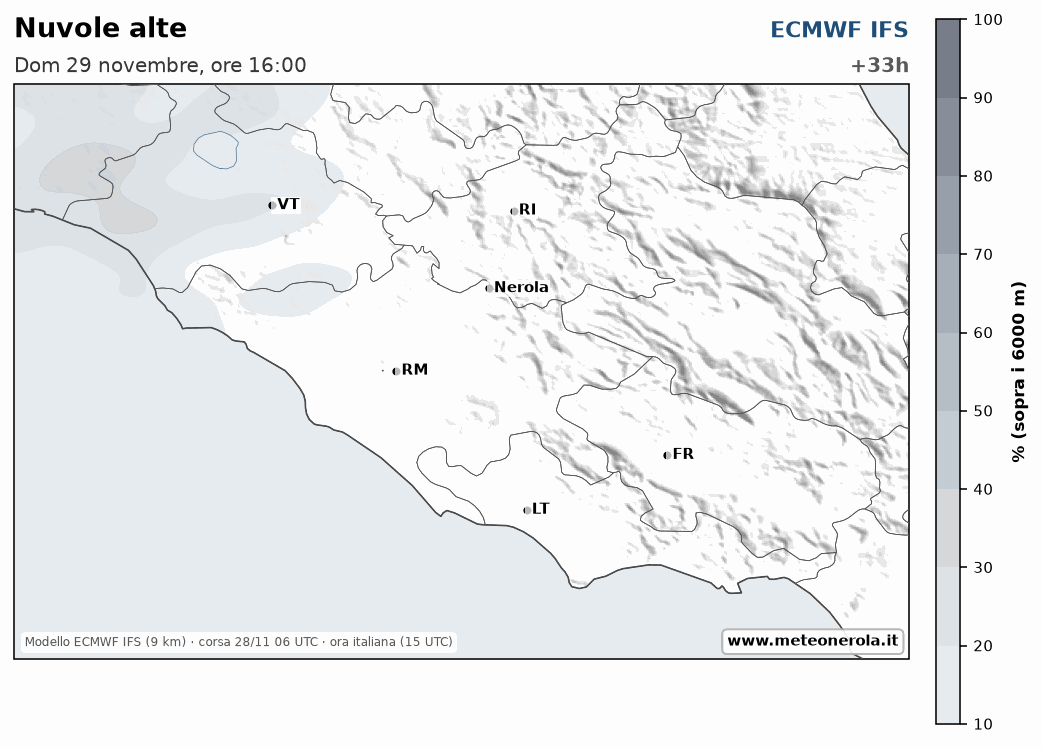 Nuvole alte
ECMWF IFS
Dom 29 novembre, ore 16:00
+33h
100
90
80
70
60
50
40
30
20
10
% (sopra i 6000 m)
VT
RI
Nerola
RM
FR
LT
Modello ECMWF IFS (9 km) · corsa 28/11 06 UTC · ora italiana (15 UTC)
www.meteonerola.it